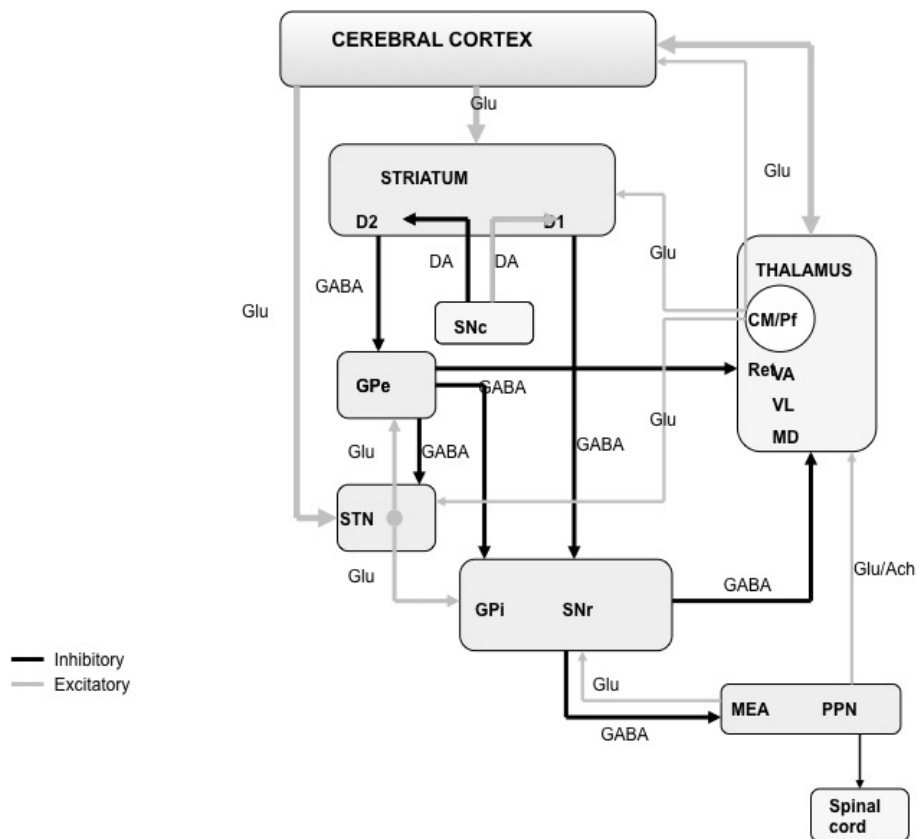 CEREBRAL CORTEX
Glu
STRIATUM
Glu
D2
D1
Glu
DA
DA
THALAMUS
GABA
Glu
SNc
CM/Pf
GPe
GABA
Ret
VA
VL
Glu
Glu
GABA
GABA
MD
STN
Glu
GABA
Glu/Ach
GPi
SNr
Inhibitory
Excitatory
Glu
MEA
PPN
GABA
Spinal
cord